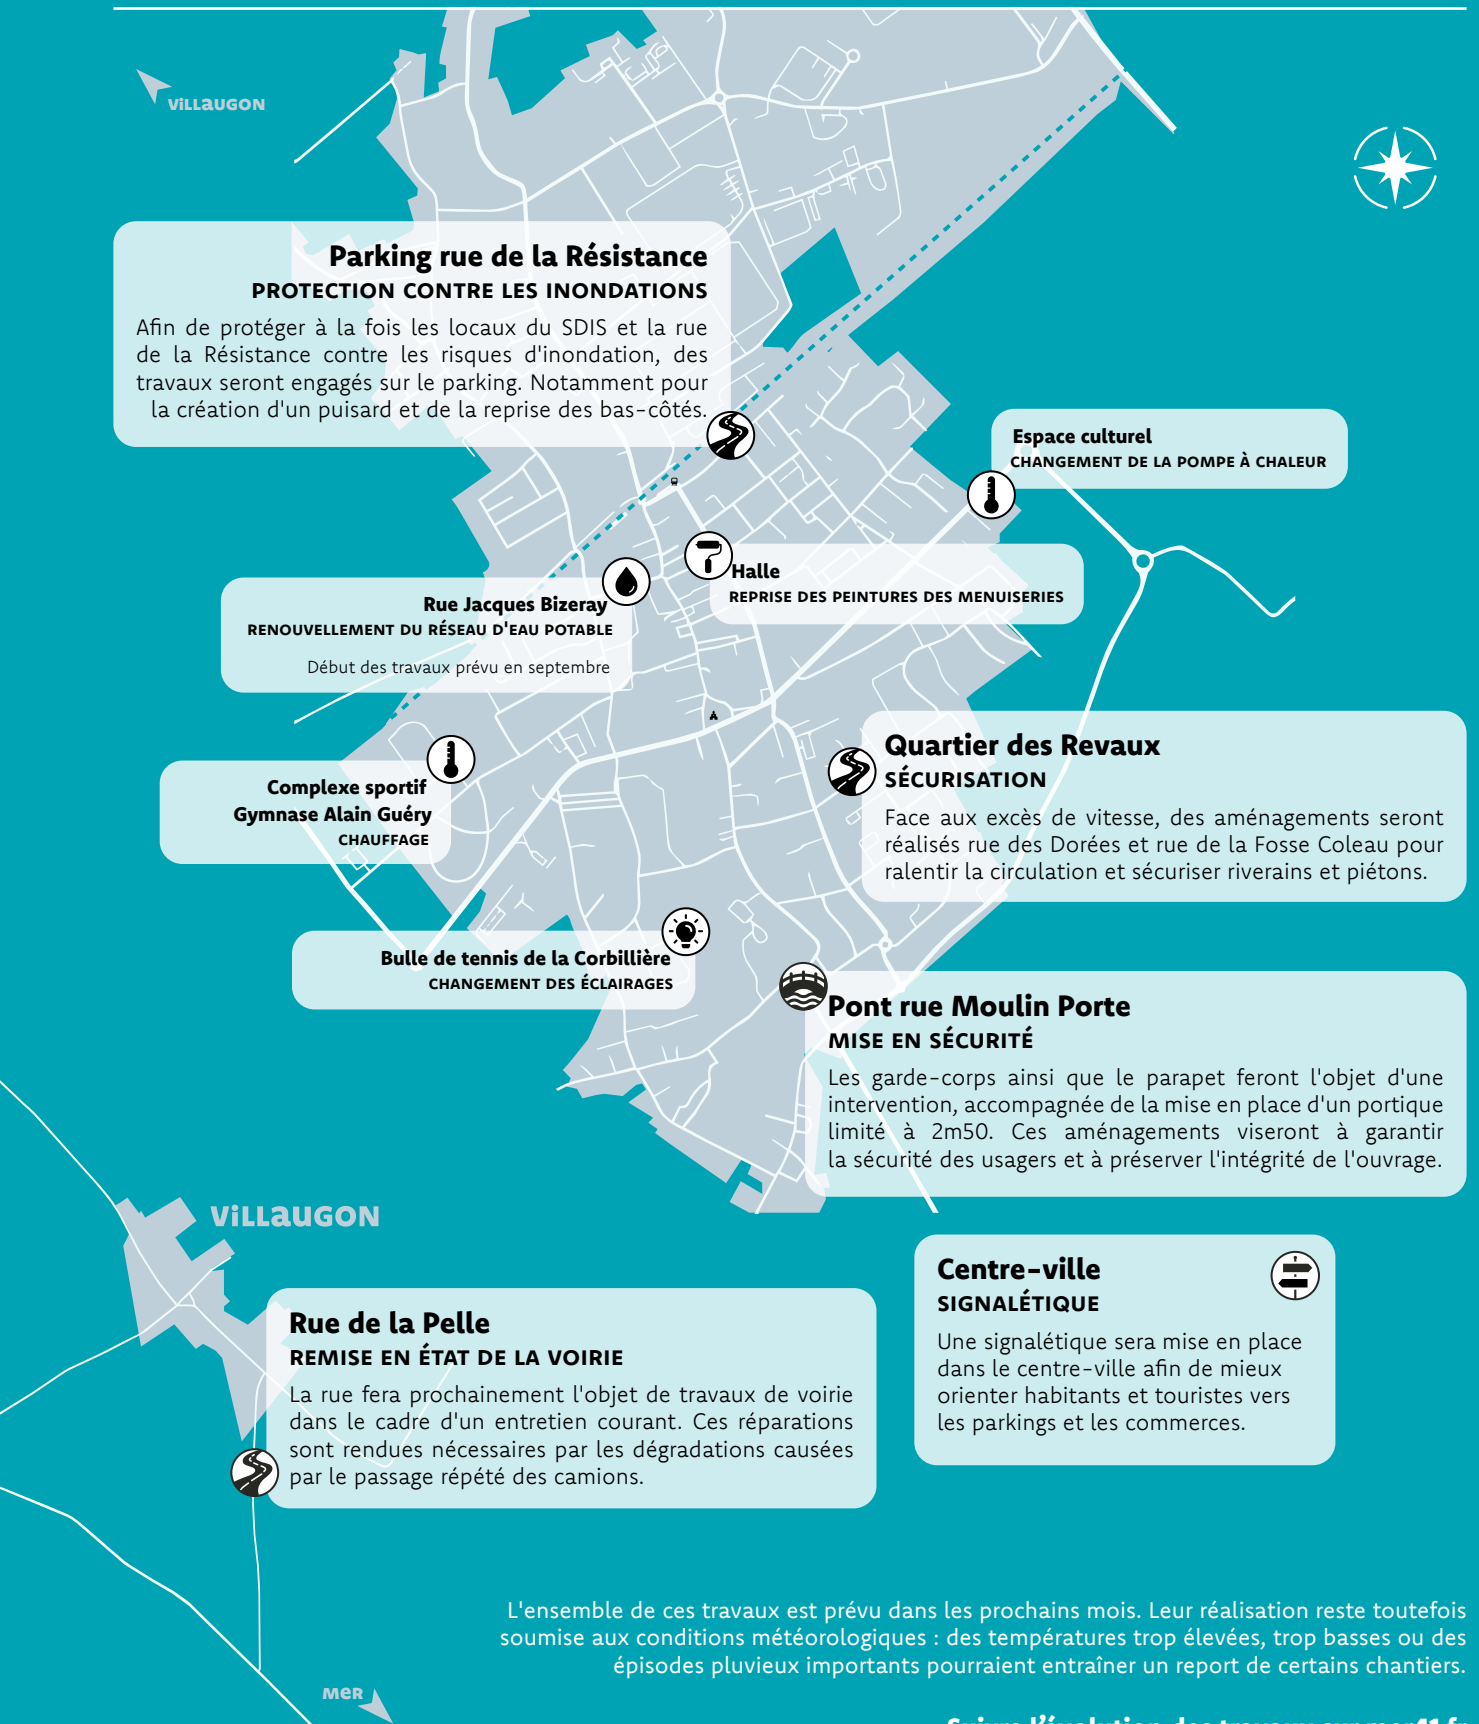 VILLAUGON
Parking rue de la Résistance
PROTECTION CONTRE LES INONDATIONS
Afin de protéger à la fois les locaux du SDIS et la rue
de la Résistance contre les risques d'inondation, des
travaux seront engagés sur le parking. Notamment pour
la création d'un puisard et de la reprise des bas-côtés.
Espace culturel
CHANGEMENT DE LA POMPE À CHALEUR
Halle
REPRISE DES PEINTURES DES MENUISERIES
Rue Jacques Bizeray
RENOUVELLEMENT DU RÉSEAU D'EAU POTABLE
Début des travaux prévu en septembre
Quartier des Revaux
SÉCURISATION
Face aux excès de vitesse, des aménagements seront
réalisés rue des Dorées et rue de la Fosse Coleau pour
ralentir la circulation et sécuriser riverains et piétons.
Complexe sportif
Gymnase Alain Guéry
CHAUFFAGE
Bulle de tennis de la Corbillière
CHANGEMENT DES ÉCLAIRAGES
Pont rue Moulin Porte
MISE EN SÉCURITÉ
Les garde-corps ainsi que le parapet feront l'objet d'une
intervention, accompagnée de la mise en place d'un portique
limité à 2m50. Ces aménagements viseront à garantir
la sécurité des usagers et à préserver l'intégrité de l'ouvrage.
VILLAUGON
Centre-ville
SIGNALÉTIQUE
Une signalétique sera mise en place
dans le centre-ville afin de mieux
orienter habitants et touristes vers
les parkings et les commerces.
Rue de la Pelle
REMISE EN ÉTAT DE LA VOIRIE
La rue fera prochainement l'objet de travaux de voirie
dans le cadre d'un entretien courant. Ces réparations
sont rendues nécessaires par les dégradations causées
par le passage répété des camions.
L'ensemble de ces travaux est prévu dans les prochains mois. Leur réalisation reste toutefois
soumise aux conditions météorologiques : des températures trop élevées, trop basses ou des
épisodes pluvieux importants pourraient entraîner un report de certains chantiers.
MER
Suivre l'évolution des travaux sur mer41.fr